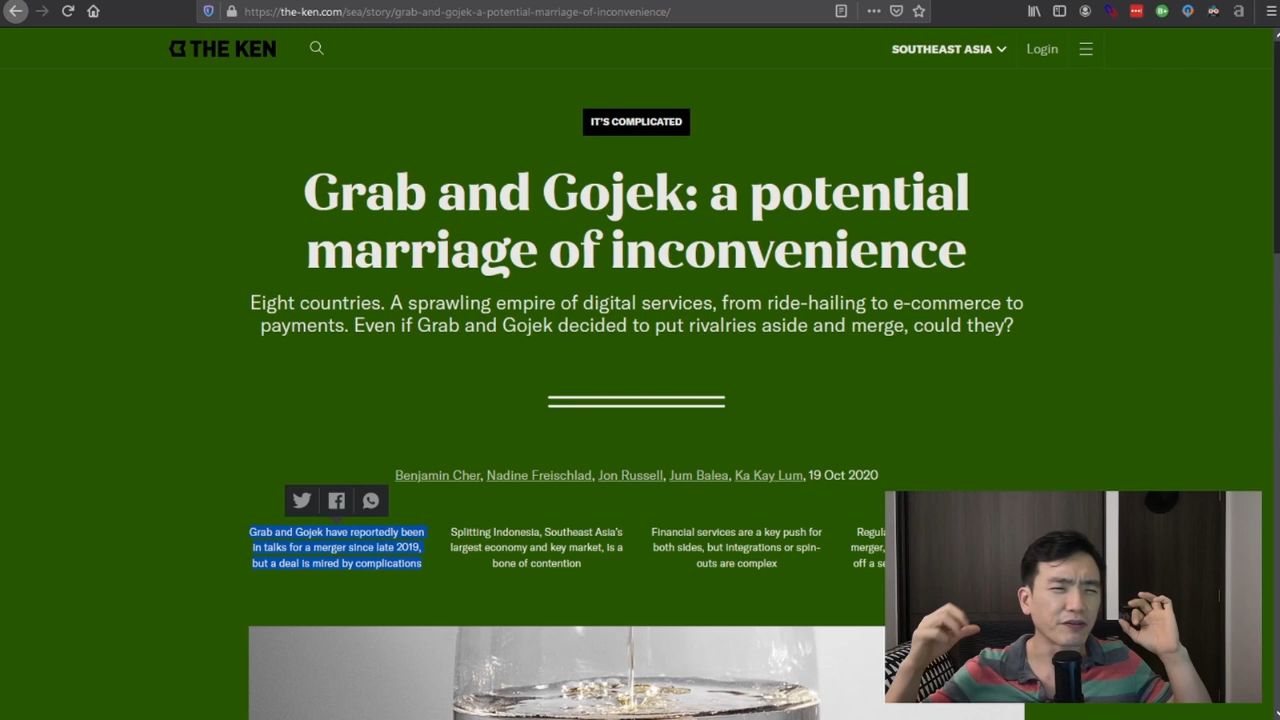 https://the-ken.com/sea/story/grab-and-gojek-a-potential-marriage-of-inconvenience/
THE KEN
SOUTHEAST ASIA
Login
IT'S COMPLICATED
Grab and Gojek: a potential
marriage of inconvenience
Eight countries. A sprawling empire of digital services, from ride-hailing to e-commerce to
payments. Even if Grab and Gojek decided to put rivalries aside and merge, could they?
Benjamin Cher, Nadine Freischlad, Jon Russell, Jum Balea, Ka Kay Lum, 19 Oct 2020
Grab and Gojek have reportedly been
in talks for a merger since late 2019,
but a deal is mired by complications
Splitting Indonesia, Southeast Asia's
largest economy and key market, is a
bone of contention
Financial services are a key push for
both sides, but integrations or spin-
outs are complex
merger,